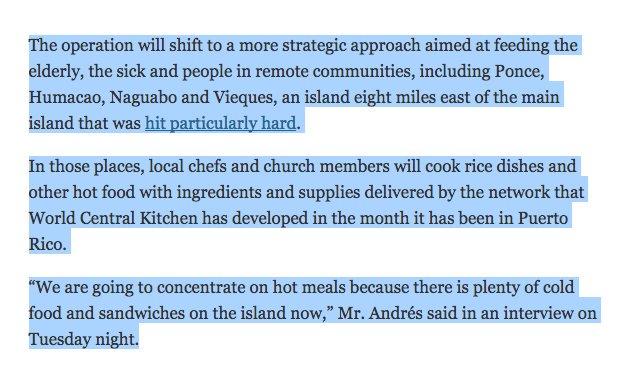 The operation will shift to a more strategic approach aimed at feeding the
elderly, the sick and people in remote communities, including Ponce,
Humacao, Naguabo and Vieques, an island eight miles east of the main
island that was hit particularly hard.
In those places, local chefs and church members will cook rice dishes and
other hot food with ingredients and supplies delivered by the network that
World Central Kitchen has developed in the month it has been in Puerto
Rico.
“We are going to concentrate on hot meals because there is plenty of cold
food and sandwiches on the island now,” Mr. Andrés said in an interview on
Tuesday night.